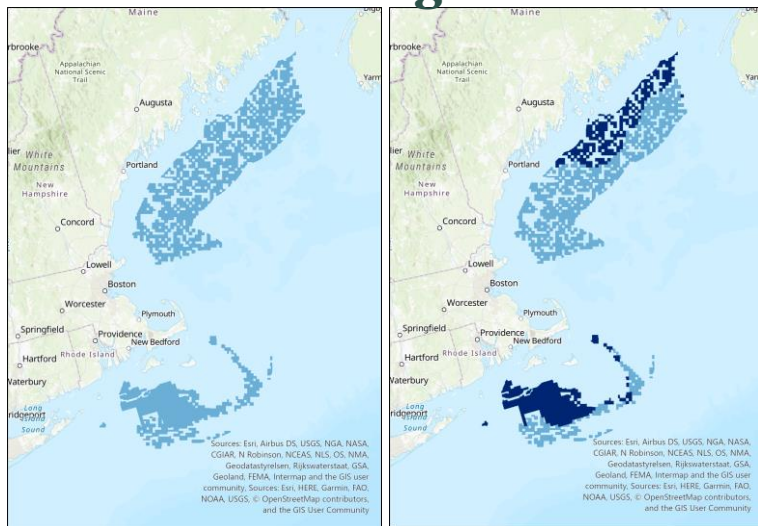 g
Maine
rbrooke
Appalachian
National Scenic
Trail
Augusta
Yarm
lier
White
Mountains
Portland
New
Hampshire
Concord
Lowell
Boston
Worcester
Plymouth
Springfield
Providence
New Bedford
Hartford
Rhode Island
Waterbury
Long
Island
Sound
ridgeport
Sources: Esri, Airbus DS, USGS, NGA, NASA,
CGIAR, N Robinson, NCEAS, NLS, OS, NMA,
Geodatastyrelsen, Rijkswaterstaat, GSA,
Geoland, FEMA, Intermap and the GIS user
community, Sources: Esri, HERE, Garmin, FAO,
NOAA, USGS, © OpenStreetMap contributors,
and the GIS User Community
Maine
rbrooke
Appalachian
National Scenic
Trail
Augusta
Yarm
lier
White
Mountains
Portland
New
Hampshire
Concord
Lowell
Boston
Worcester
Plymouth
Springfield
Providence
New Bedford
Hartford
Rhode Island
Waterbury
Long
Island
Sound
ridgeport
Sources: Esri, Airbus DS, USGS, NGA, NASA,
CGIAR, N Robinson, NCEAS, NLS, OS, NMA,
Geodatastyrelsen, Rijkswaterstaat, GSA,
Geoland, FEMA, Intermap and the GIS user
community, Sources: Esri, HERE, Garmin, FAO,
NOAA, USGS, © OpenStreetMap contributors,
and the GIS User Community